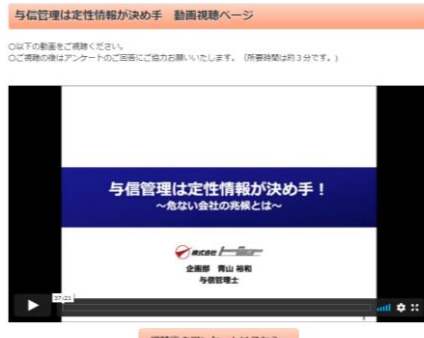 与信管理は定性情報が決め手　動画視聴ページ
○以下の動画をご視聴ください。
○ご視聴の後はアンケートのご回答にご協力お願いいたします。（所要時間は約３分です。)
与信管理は定性情報が決め手！
～危ない会社の兆候とは～
株式会社
企画部　青山 裕和
与信管理士
37:21